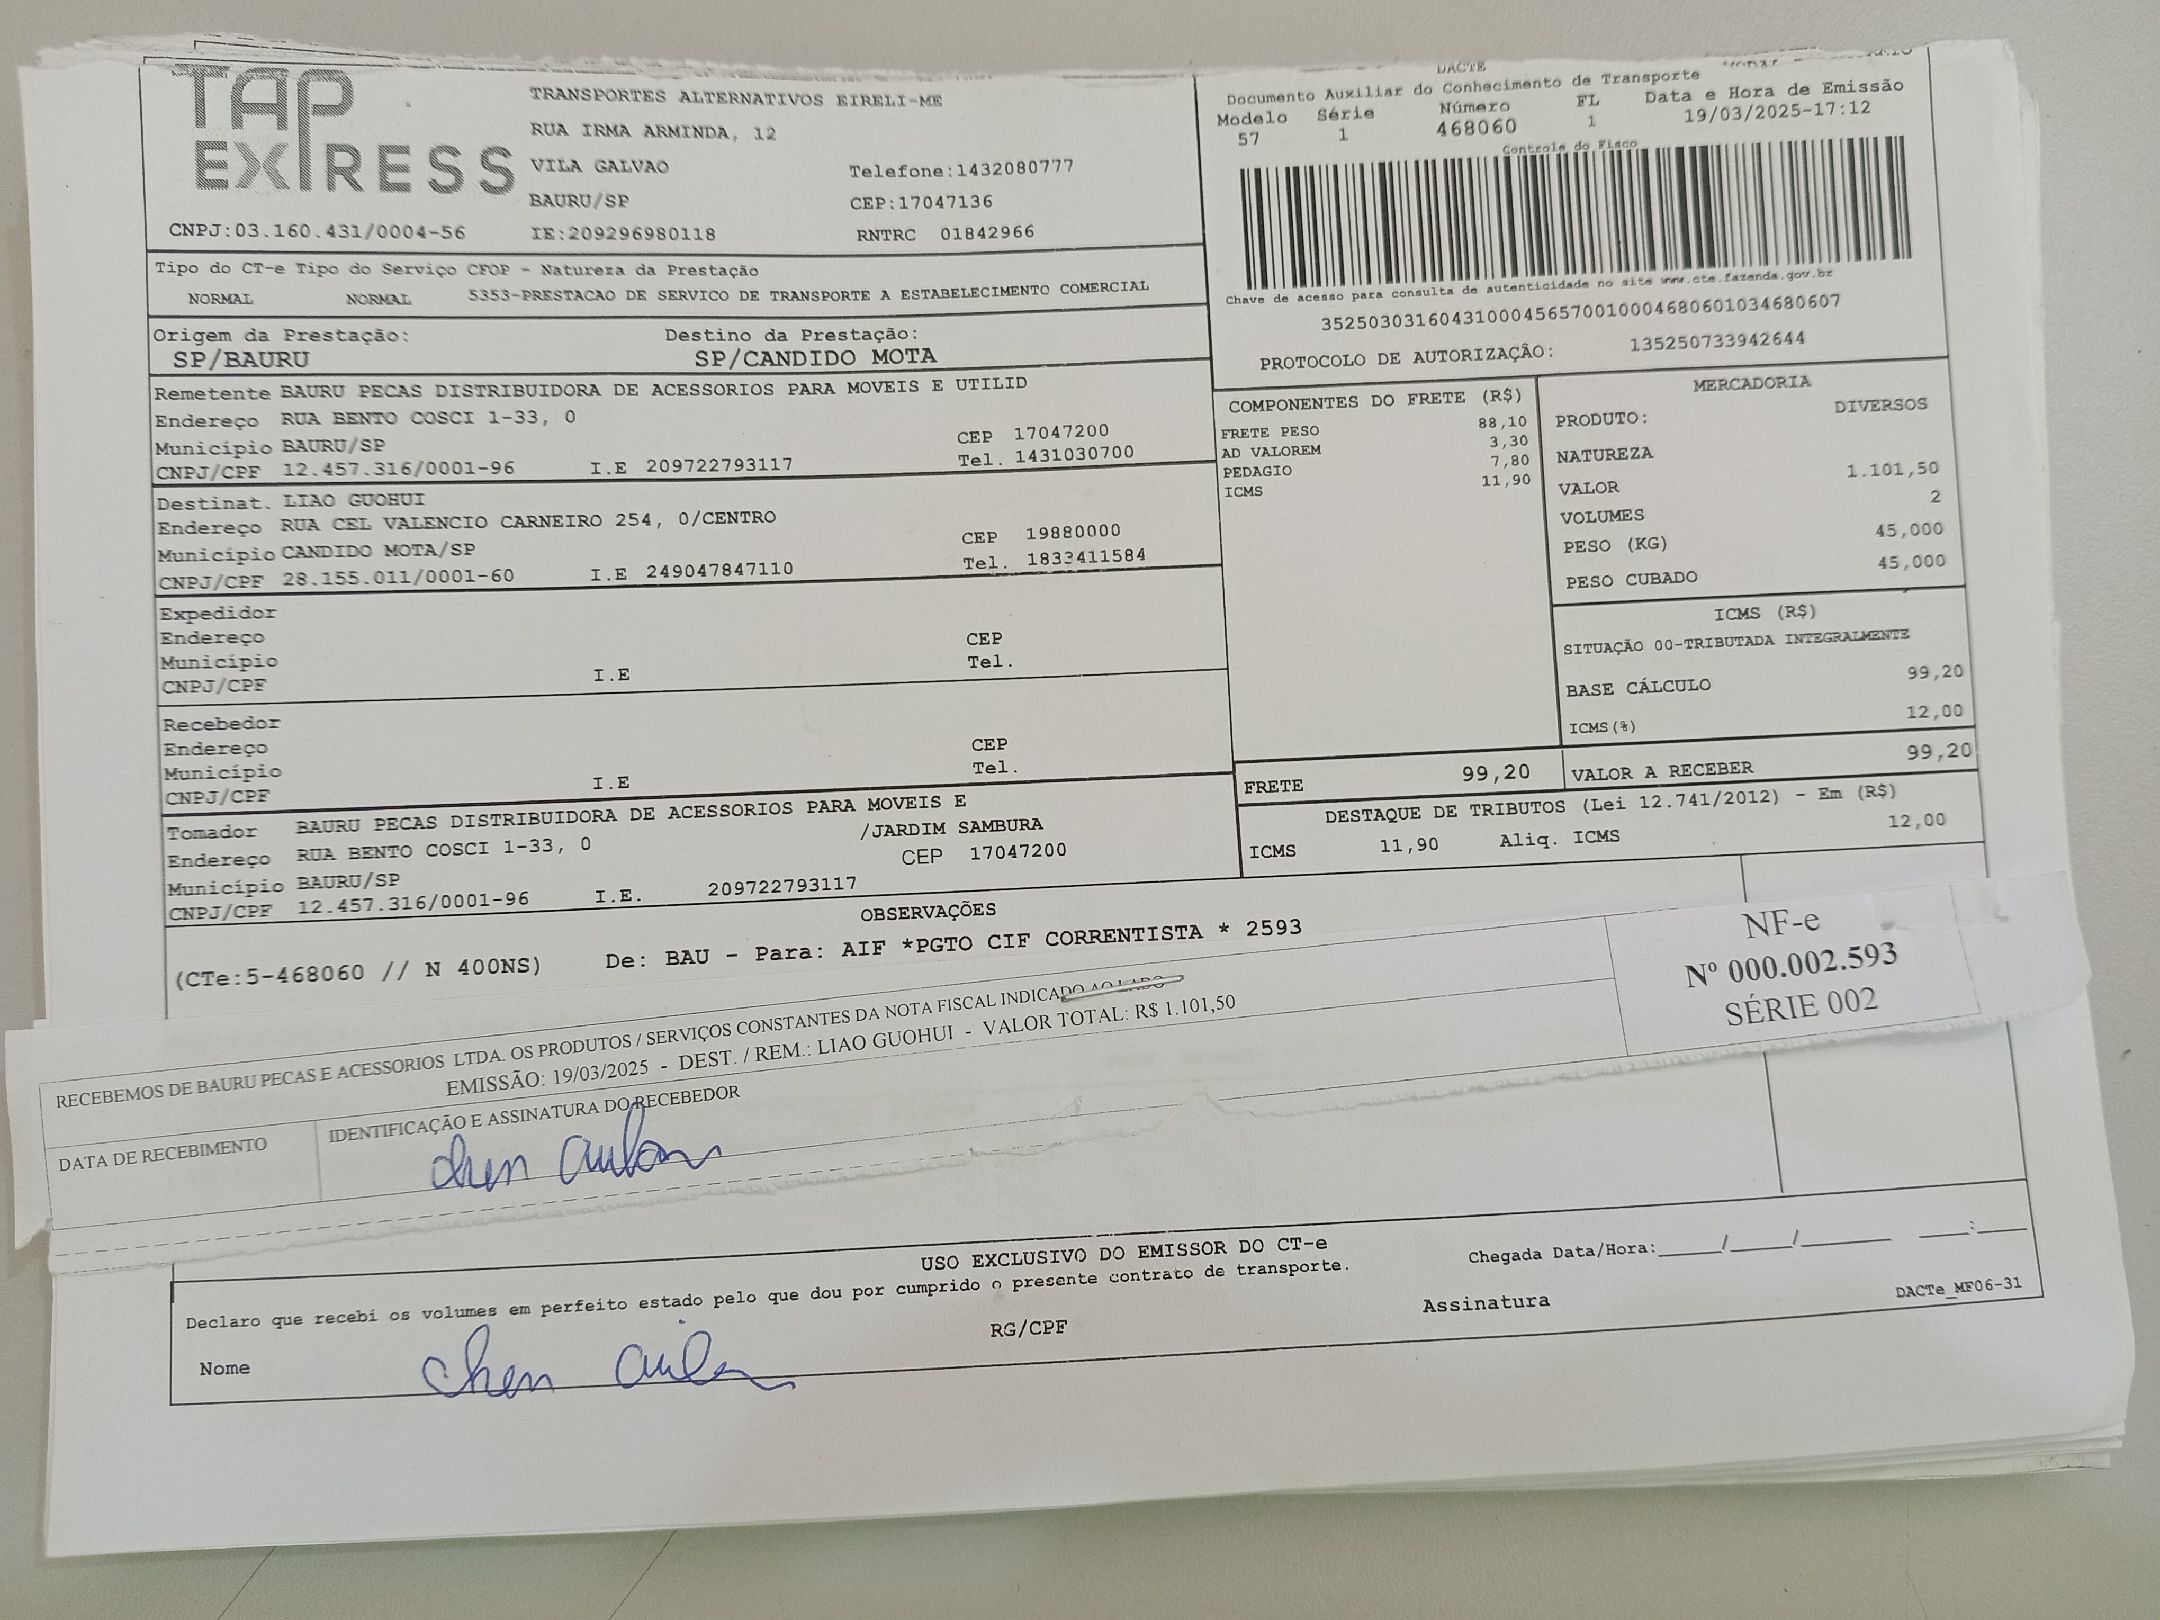 TAP EXPRESS
TRANSPORTES ALTERNATIVOS EIRELI-ME
RUA IRMA ARMINDA, 12
VILA GALVAO Telefone:1432080777
BAURU/SP CEP:17047136
CNPJ:03.160.431/0004-56 IE:209296980118 RNTRC 01842966
DACTE
Documento Auxiliar do Conhecimento de Transporte
Modelo Série Número FL Data e Hora de Emissão
57 1 468060 1 19/03/2025-17:12
Controle do Fisco
Chave de acesso para consulta de autenticidade no site www.cte.fazenda.gov.br
35250303160431000456570010004680601034680607
PROTOCOLO DE AUTORIZAÇÃO: 135250733942644
Tipo do CT-e Tipo do Serviço CFOP - Natureza da Prestação
NORMAL NORMAL 5353-PRESTACAO DE SERVICO DE TRANSPORTE A ESTABELECIMENTO COMERCIAL
Origem da Prestação: Destino da Prestação:
SP/BAURU SP/CANDIDO MOTA
Remetente BAURU PECAS DISTRIBUIDORA DE ACESSORIOS PARA MOVEIS E UTILID
Endereço RUA BENTO COSCI 1-33, 0
Município BAURU/SP CEP 17047200
CNPJ/CPF 12.457.316/0001-96 I.E 209722793117 Tel. 1431030700
Destinat. LIAO GUOHUI
Endereço RUA CEL VALENCIO CARNEIRO 254, 0/CENTRO
Município CANDIDO MOTA/SP CEP 19880000
CNPJ/CPF 28.155.011/0001-60 I.E 249047847110 Tel. 1833411584
Expedidor
Endereço CEP
Município Tel.
CNPJ/CPF I.E
Recebedor
Endereço CEP
Município Tel.
CNPJ/CPF I.E
Tomador BAURU PECAS DISTRIBUIDORA DE ACESSORIOS PARA MOVEIS E
Endereço RUA BENTO COSCI 1-33, 0 /JARDIM SAMBURA
Município BAURU/SP CEP 17047200
CNPJ/CPF 12.457.316/0001-96 I.E. 209722793117
COMPONENTES DO FRETE (R$)
FRETE PESO 88,10
AD VALOREM 3,30
PEDAGIO 7,80
ICMS 11,90
MERCADORIA
PRODUTO: DIVERSOS
NATUREZA
VALOR 1.101,50
VOLUMES 2
PESO (KG) 45,000
PESO CUBADO 45,000
ICMS (R$)
SITUAÇÃO 00-TRIBUTADA INTEGRALMENTE
BASE CÁLCULO 99,20
ICMS(%) 12,00
FRETE 99,20 VALOR A RECEBER 99,20
DESTAQUE DE TRIBUTOS (Lei 12.741/2012) - Em (R$)
ICMS 11,90 Aliq. ICMS 12,00
OBSERVAÇÕES
(CTe:5-468060 // N 400NS) De: BAU - Para: AIF *PGTO CIF CORRENTISTA * 2593
RECEBEMOS DE BAURU PECAS E ACESSORIOS LTDA. OS PRODUTOS / SERVIÇOS CONSTANTES DA NOTA FISCAL INDICADO AO LADO
EMISSÃO: 19/03/2025 - DEST. / REM.: LIAO GUOHUI - VALOR TOTAL: R$ 1.101,50
NF-e
Nº 000.002.593
SÉRIE 002
DATA DE RECEBIMENTO IDENTIFICAÇÃO E ASSINATURA DO RECEBEDOR
chen
USO EXCLUSIVO DO EMISSOR DO CT-e
Declaro que recebi os volumes em perfeito estado pelo que dou por cumprido o presente contrato de transporte.
Chegada Data/Hora:_____/_____/_______ ____:____
Nome chen RG/CPF Assinatura
DACTe_MF06-31